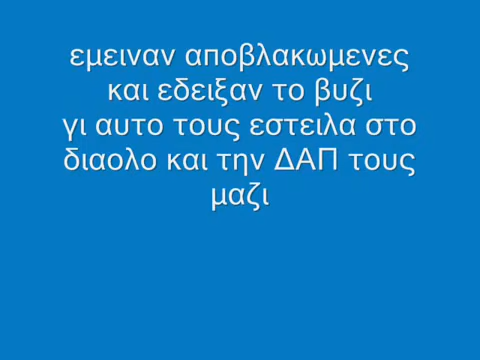 εμειναν αποβλακωμενες
και εδειξαν το βυζι
γι αυτο τους εστειλα στο
διαολο και την ΔΑΠ τους
μαζι